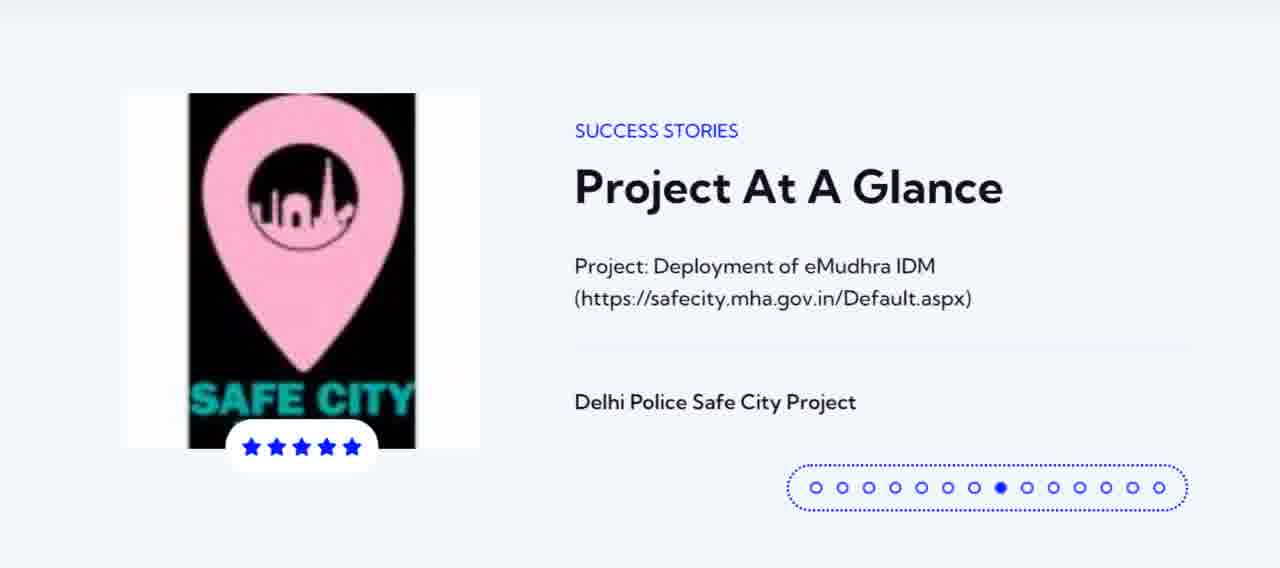 SAFE CITY
SUCCESS STORIES
Project At A Glance
Project: Deployment of eMudhra IDM
(https://safecity.mha.gov.in/Default.aspx)
Delhi Police Safe City Project